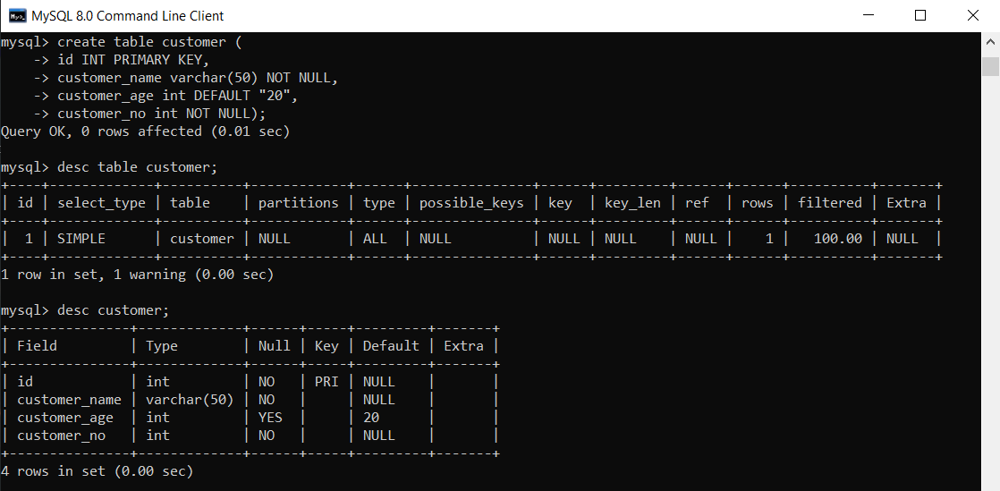 MySQL 8.0 Command Line Client
mysql> create table customer (
    -> id INT PRIMARY KEY,
    -> customer_name varchar(50) NOT NULL,
    -> customer_age int DEFAULT "20",
    -> customer_no int NOT NULL);
Query OK, 0 rows affected (0.01 sec)

mysql> desc table customer;
+----+-------------+----------+------------+------+---------------+------+---------+------+------+----------+-------+
| id | select_type | table    | partitions | type | possible_keys | key  | key_len | ref  | rows | filtered | Extra |
+----+-------------+----------+------------+------+---------------+------+---------+------+------+----------+-------+
|  1 | SIMPLE      | customer | NULL       | ALL  | NULL          | NULL | NULL    | NULL |    1 |   100.00 | NULL  |
+----+-------------+----------+------------+------+---------------+------+---------+------+------+----------+-------+
1 row in set, 1 warning (0.00 sec)

mysql> desc customer;
+---------------+-------------+------+-----+---------+-------+
| Field         | Type        | Null | Key | Default | Extra |
+---------------+-------------+------+-----+---------+-------+
| id            | int         | NO   | PRI | NULL    |       |
| customer_name | varchar(50) | NO   |     | NULL    |       |
| customer_age  | int         | YES  |     | 20      |       |
| customer_no   | int         | NO   |     | NULL    |       |
+---------------+-------------+------+-----+---------+-------+
4 rows in set (0.00 sec)